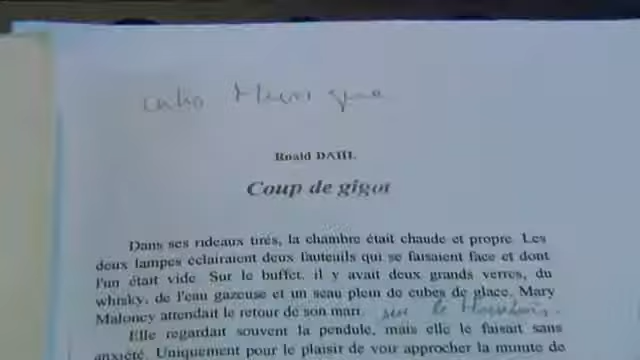 Roald DAHL
Coup de gigot
Dans ses rideaux tirés, la chambre était chaude et propre. Les
deux lampes éclairaient deux fauteuils qui se faisaient face et dont
l'un était vide. Sur le buffet, il y avait deux grands verres, du
whisky, de l'eau gazeuse et un seau plein de cubes de glace. Mary
Maloney attendait le retour de son mari.
Elle regardait souvent la pendule, mais elle le faisait sans
anxiété. Uniquement pour le plaisir de voir approcher la minute de